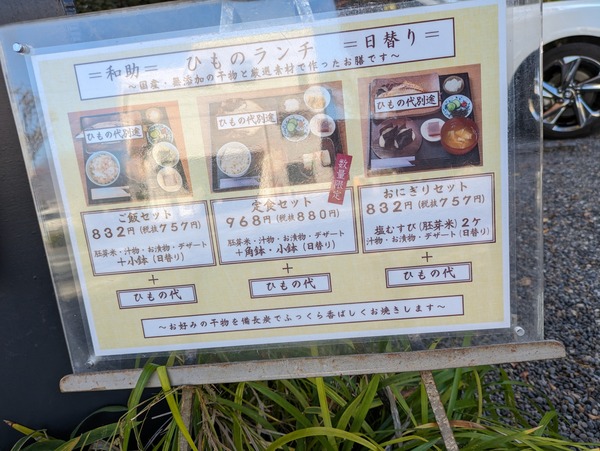 ＝和助＝ ひものランチ ＝日替り＝
～国産・無添加の干物と厳選素材で作ったお膳です～
ひもの代別途
ひもの代別途
ひもの代別途
数量限定
ご飯セット
832円（税抜757円）
胚芽米・汁物・お漬物・デザート
＋小鉢（日替り）
＋
ひもの代
定食セット
968円（税抜880円）
胚芽米・汁物・お漬物・デザート
＋角鉢・小鉢（日替り）
＋
ひもの代
おにぎりセット
832円（税抜757円）
塩むすび（胚芽米）2ケ
汁物・お漬物・デザート（日替り）
＋
ひもの代
～お好みの干物を備長炭でふっくら香ばしくお焼きします～